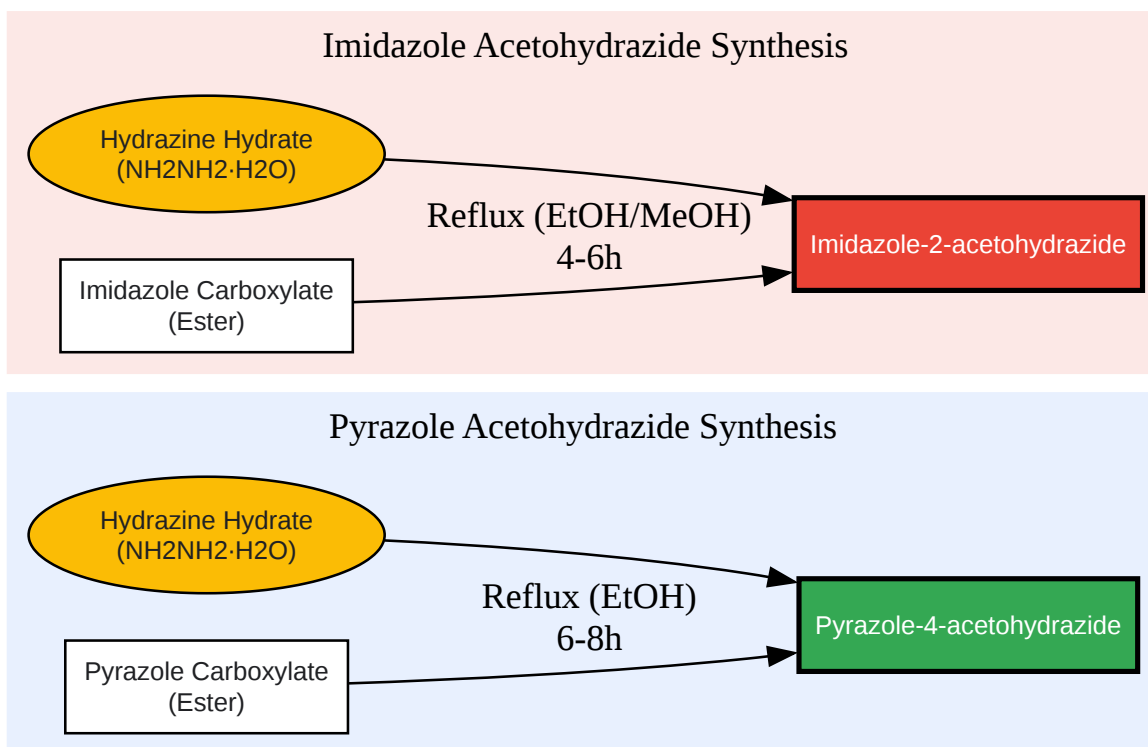 Imidazole Acetohydrazide Synthesis
Hydrazine Hydrate
(NH2NH2·H2O)
Reflux (EtOH/MeOH)
4-6h
Imidazole-2-acetohydrazide
Imidazole Carboxylate
(Ester)
Pyrazole Acetohydrazide Synthesis
Hydrazine Hydrate
(NH2NH2·H2O)
Reflux (EtOH)
6-8h
Pyrazole-4-acetohydrazide
Pyrazole Carboxylate
(Ester)